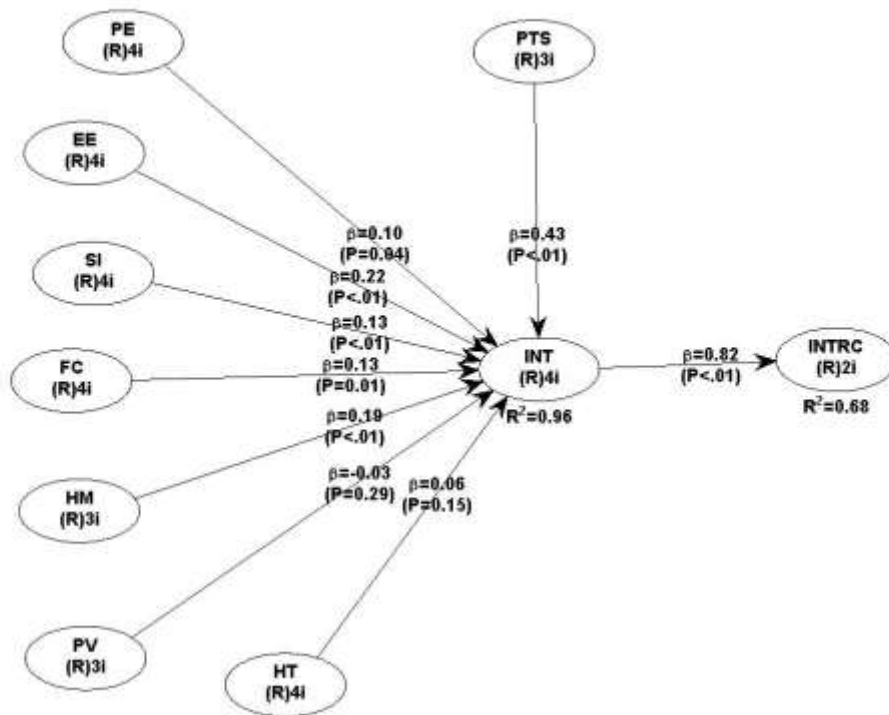 PE
(R)4i
PTS
(R)3i
EE
(R)4i
β=0.10
(P=0.04)
β=0.43
(P<.01)
SI
(R)4i
β=0.22
(P<.01)
β=0.13
(P<.01)
FC
(R)4i
β=0.13
(P=0.01)
INT
(R)4i
R²=0.96
β=0.82
(P<.01)
INTRC
(R)2i
R²=0.68
β=0.19
(P<.01)
HM
(R)3i
β=-0.03
(P=0.29)
β=0.06
(P=0.15)
PV
(R)3i
HT
(R)4i